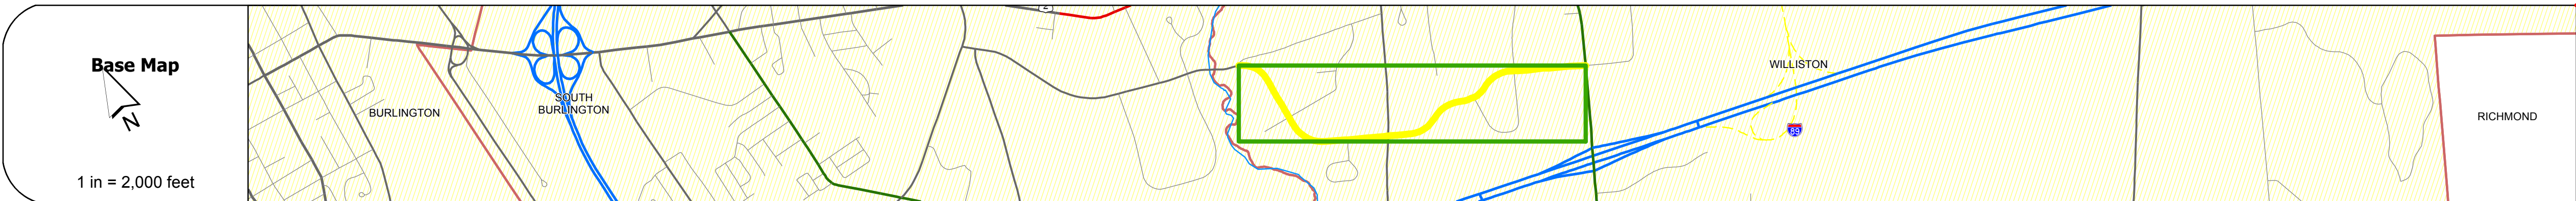 Base Map
N
1 in = 2,000 feet
BURLINGTON
SOUTH
BURLINGTON
2
WILLISTON
89
RICHMOND